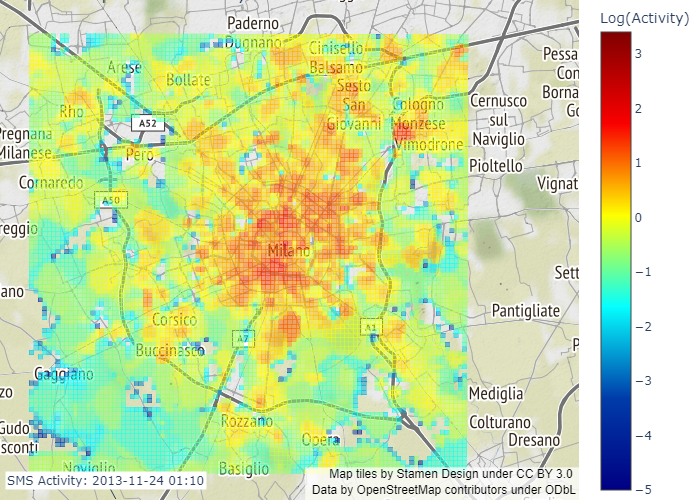 Log(Activity)
3
2
1
0
−1
−2
−3
−4
−5
Paderno
Dugnano
Cinisello
Balsamo
Arese
Bollate
Sesto
San
Giovanni
Cologno
Monzese
Vimodrone
Cernusco
sul
Naviglio
Pioltello
Pessa
Con
Borna
Go
Rho
A52
Pero
Pregnana
Milanese
Cornaredo
A50
Vignat
reggio
Milano
Sett
ano
Pantigliate
Corsico
A7
A1
Buccinasco
P
Gaggiano
zo
Mediglia
Rozzano
Colturano
Gudo
sconti
Opera
Dresano
Noviglio
Basiglio
SMS Activity: 2013-11-24 01:10
Map tiles by Stamen Design under CC BY 3.0
Data by OpenStreetMap contributors under ODbL